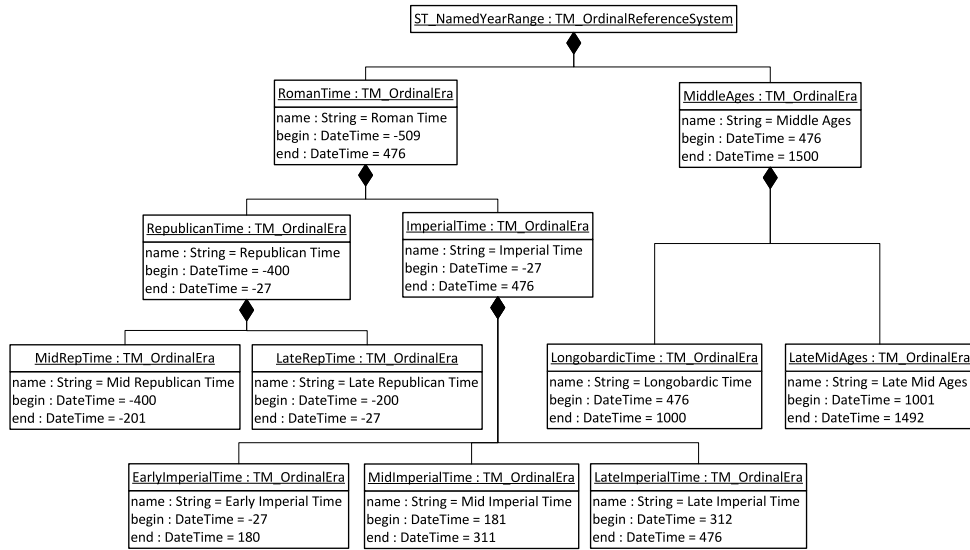 ST_NamedYearRange : TM_OrdinalReferenceSystem
RomanTime : TM_OrdinalEra
name : String = Roman Time
begin : DateTime = -509
end : DateTime = 476
MiddleAges : TM_OrdinalEra
name : String = Middle Ages
begin : DateTime = 476
end : DateTime = 1500
RepublicanTime : TM_OrdinalEra
name : String = Republican Time
begin : DateTime = -400
end : DateTime = -27
ImperialTime : TM_OrdinalEra
name : String = Imperial Time
begin : DateTime = -27
end : DateTime = 476
MidRepTime : TM_OrdinalEra
name : String = Mid Republican Time
begin : DateTime = -400
end : DateTime = -201
LateRepTime : TM_OrdinalEra
name : String = Late Republican Time
begin : DateTime = -200
end : DateTime = -27
LongobardicTime : TM_OrdinalEra
name : String = Longobardic Time
begin : DateTime = 476
end : DateTime = 1000
LateMidAges : TM_OrdinalEra
name : String = Late Mid Ages
begin : DateTime = 1001
end : DateTime = 1492
EarlyImperialTime : TM_OrdinalEra
name : String = Early Imperial Time
begin : DateTime = -27
end : DateTime = 180
MidImperialTime : TM_OrdinalEra
name : String = Mid Imperial Time
begin : DateTime = 181
end : DateTime = 311
LateImperialTime : TM_OrdinalEra
name : String = Late Imperial Time
begin : DateTime = 312
end : DateTime = 476